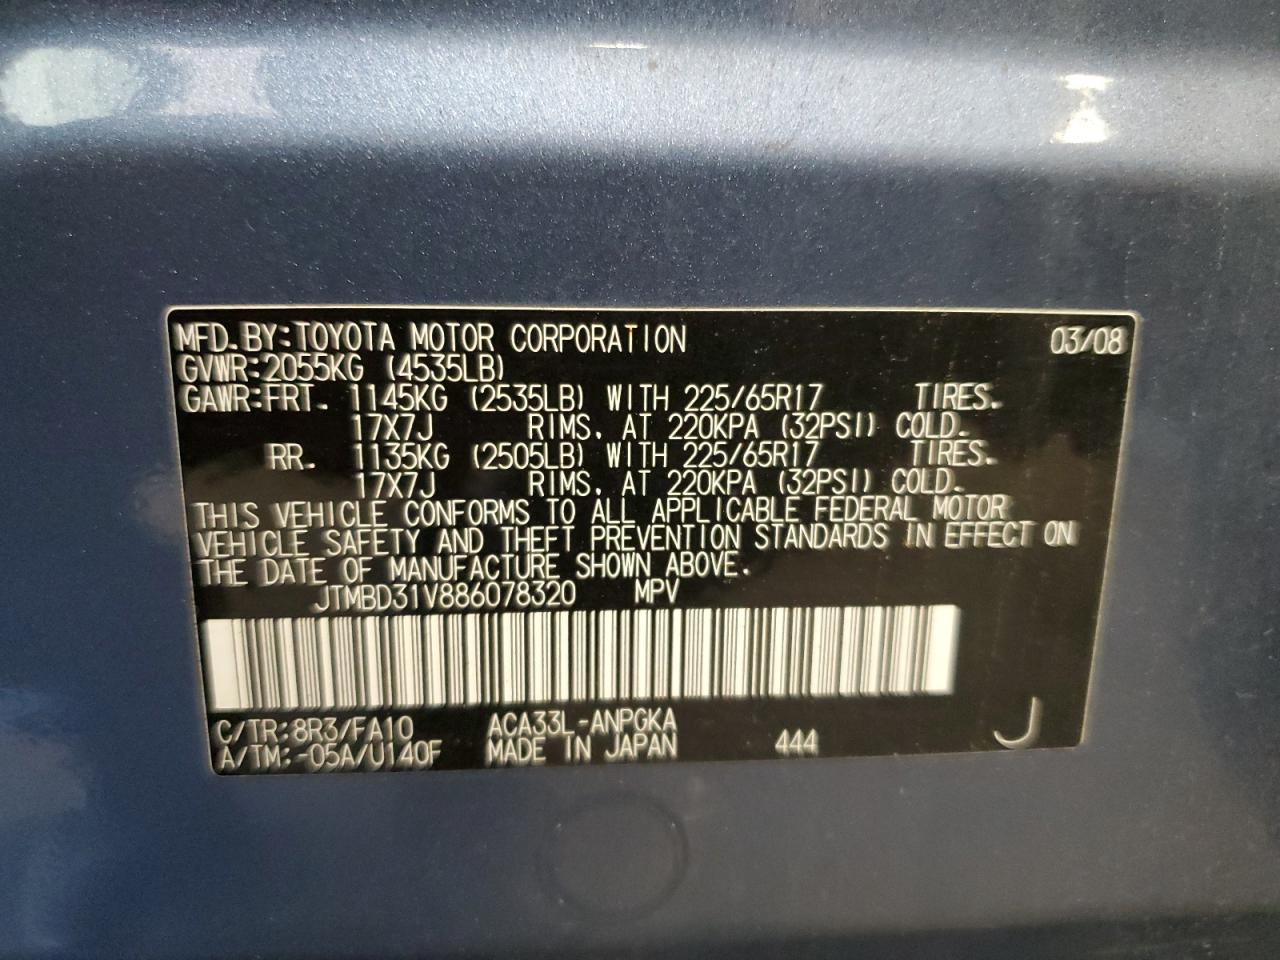 MFD. BY: TOYOTA MOTOR CORPORATION 03/08
GVWR: 2055KG (4535LB)
GAWR: FRT. 1145KG (2535LB) WITH 225/65R17 TIRES.
17X7J RIMS, AT 220KPA (32PSI) COLD.
RR. 1135KG (2505LB) WITH 225/65R17 TIRES.
17X7J RIMS, AT 220KPA (32PSI) COLD.
THIS VEHICLE CONFORMS TO ALL APPLICABLE FEDERAL MOTOR
VEHICLE SAFETY AND THEFT PREVENTION STANDARDS IN EFFECT ON
THE DATE OF MANUFACTURE SHOWN ABOVE.
JTMBD31V886078320 MPV
C/TR: 8R3/FA10 ACA33L-ANPGKA
A/TM: -05A/U140F MADE IN JAPAN 444 J